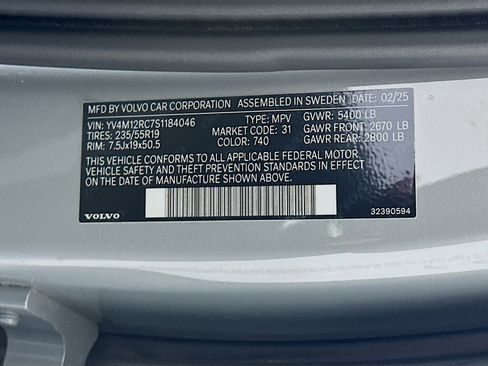 MFD BY VOLVO CAR CORPORATION ASSEMBLED IN SWEDEN DATE: 02/25
VIN: YV4M12RC7S1184046 TYPE: MPV GVWR: 5400 LB
TIRES: 235/55R19 MARKET: 31 GAWR FRONT: 2670 LB
RIM: 7.5Jx19x50.5 COLOR: 740 GAWR REAR: 2800 LB
THIS VEHICLE CONFORMS TO ALL APPLICABLE FEDERAL MOTOR
VEHICLE SAFETY AND THEFT PREVENTION STANDARDS IN EFFECT
ON THE DATE OF MANUFACTURE SHOWN ABOVE.
VOLVO 32390594